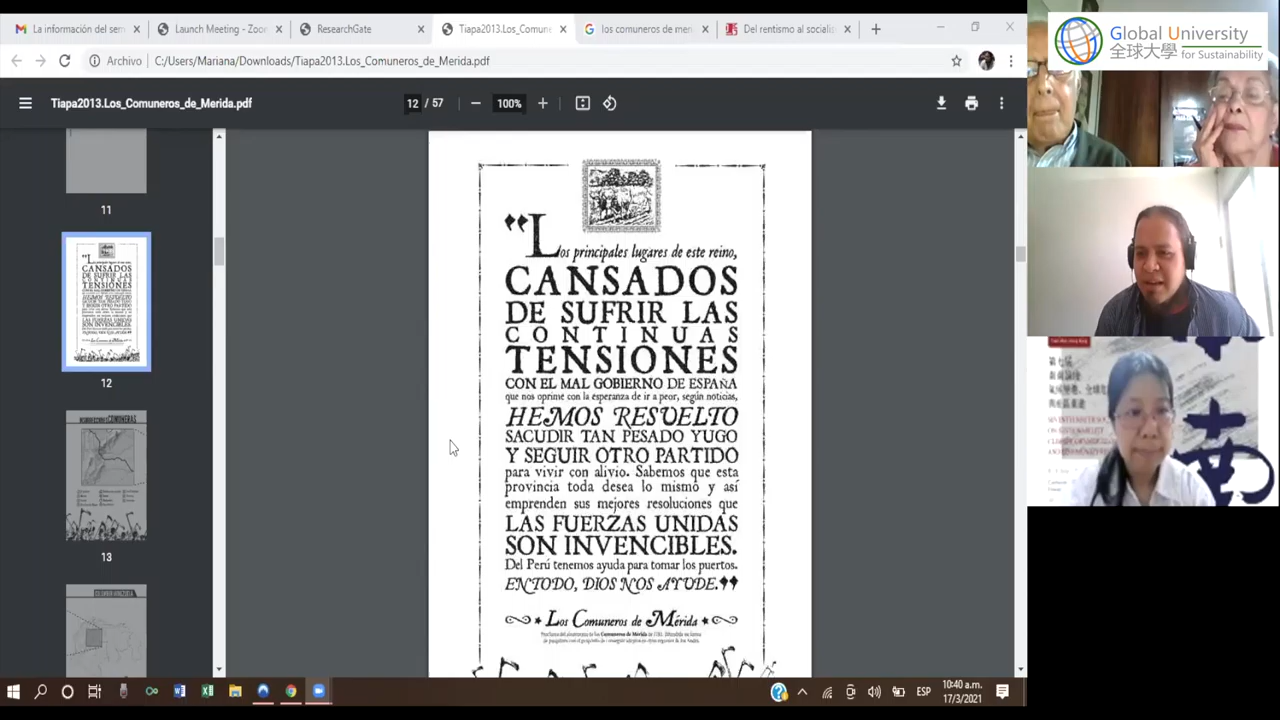 La información del sem
Launch Meeting - Zoo
ResearchGate
Tiapa2013.Los_Comune
los comuneros de mer
Del rentismo al socialis
Archivo
C:/Users/Mariana/Downloads/Tiapa2013.Los_Comuneros_de_Merida.pdf
Tiapa2013.Los_Comuneros_de_Merida.pdf
12 / 57
100%
Global University
全球大學 for Sustainability
11
12
13
“Los principales lugares de este reino,
CANSADOS
DE SUFRIR LAS
CONTINUAS
TENSIONES
CON EL MAL GOBIERNO DE ESPAÑA
que nos oprime con la esperanza de ir a peor, según noticias,
HEMOS RESUELTO
SACUDIR TAN PESADO YUGO
Y SEGUIR OTRO PARTIDO
para vivir con alivio. Sabemos que esta
provincia toda desea lo mismo y así
emprenden sus mejores resoluciones que
LAS FUERZAS UNIDAS
SON INVENCIBLES.
Del Perú tenemos ayuda para tomar los puertos.
EN TODO, DIOS NOS AYUDE.”
Los Comuneros de Mérida
ESP
10:40 a.m.
17/3/2021